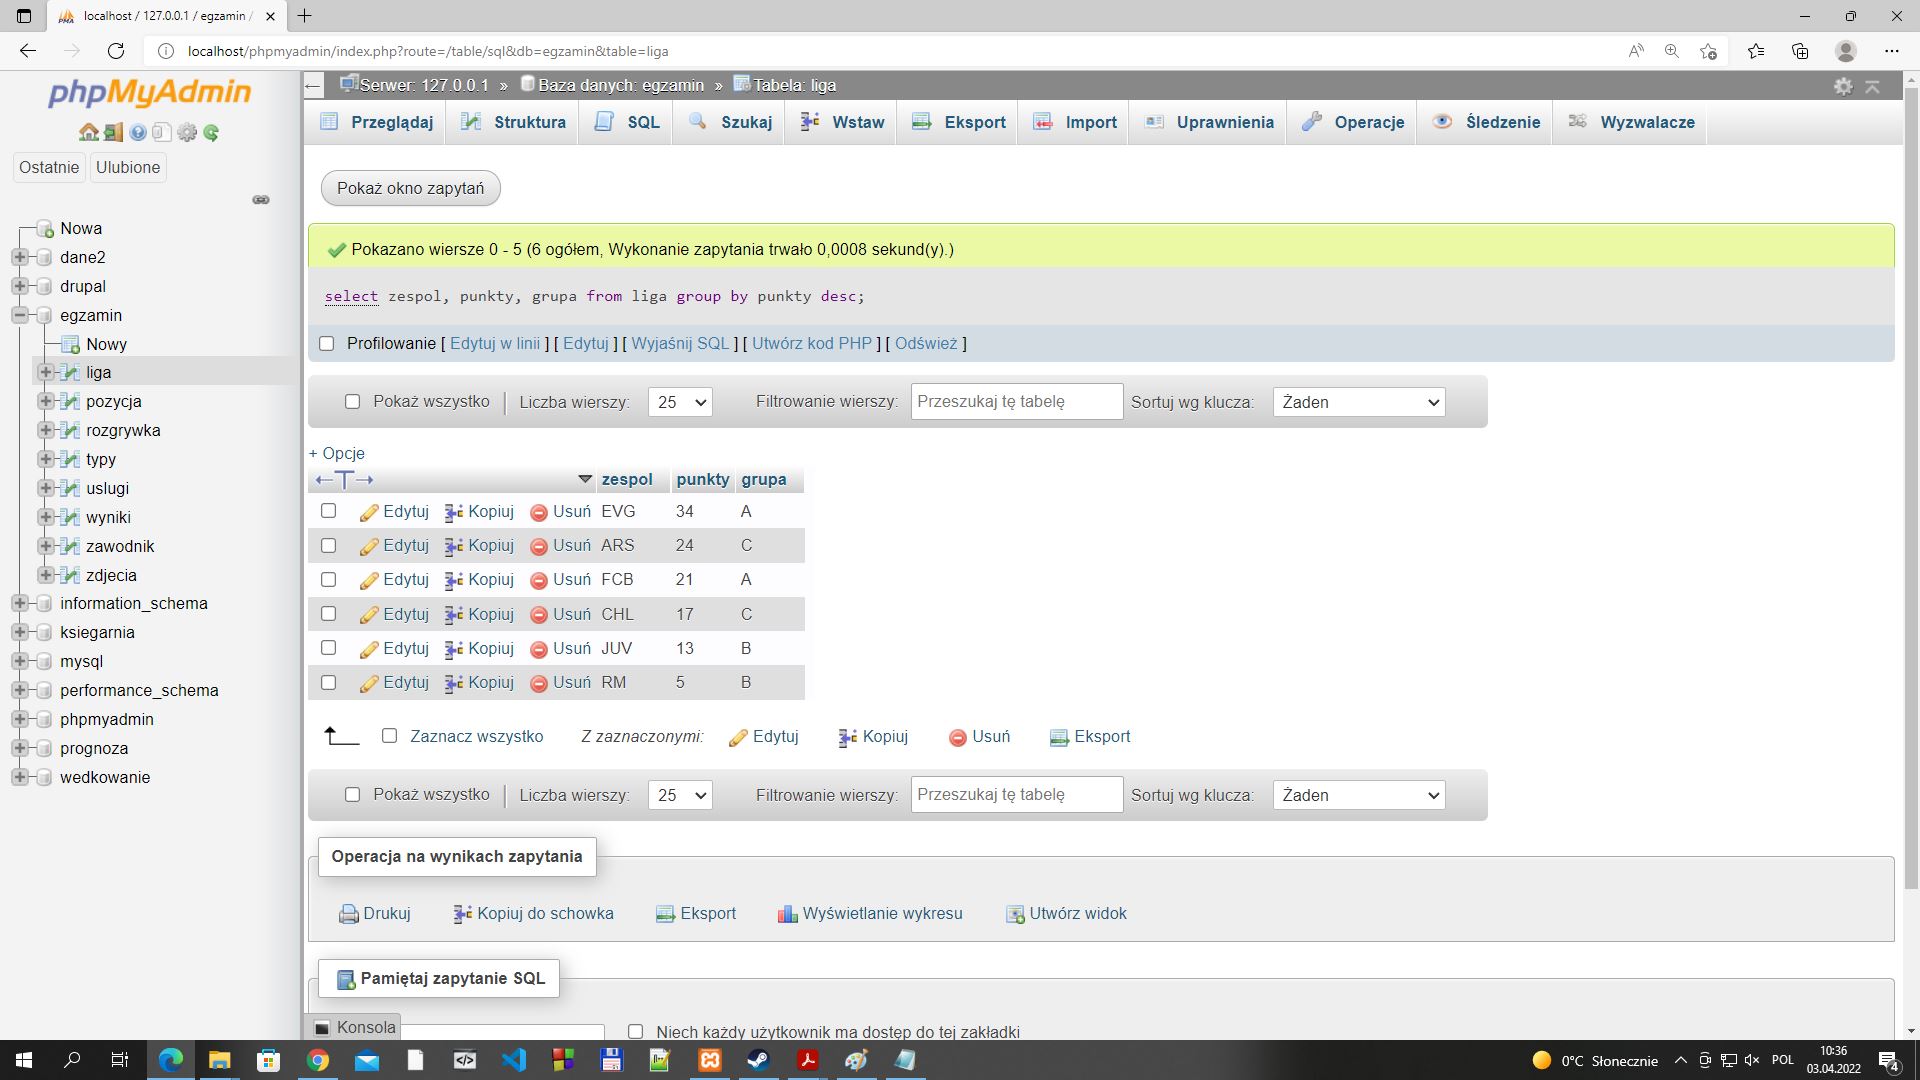 localhost / 127.0.0.1 / egzamin /
localhost/phpmyadmin/index.php?route=/table/sql&db=egzamin&table=liga
phpMyAdmin
Ostatnie Ulubione
Nowa
dane2
drupal
egzamin
Nowy
liga
pozycja
rozgrywka
typy
uslugi
wyniki
zawodnik
zdjecia
information_schema
ksiegarnia
mysql
performance_schema
phpmyadmin
prognoza
wedkowanie
Serwer: 127.0.0.1 » Baza danych: egzamin » Tabela: liga
Przeglądaj Struktura SQL Szukaj Wstaw Eksport Import Uprawnienia Operacje Śledzenie Wyzwalacze
Pokaż okno zapytań
Pokazano wiersze 0 - 5 (6 ogółem, Wykonanie zapytania trwało 0,0008 sekund(y).)
select zespol, punkty, grupa from liga group by punkty desc;
Profilowanie [ Edytuj w linii ] [ Edytuj ] [ Wyjaśnij SQL ] [ Utwórz kod PHP ] [ Odśwież ]
Pokaż wszystko Liczba wierszy: 25 Filtrowanie wierszy: Przeszukaj tę tabelę Sortuj wg klucza: Żaden
+ Opcje
zespol punkty grupa
Edytuj Kopiuj Usuń EVG 34 A
Edytuj Kopiuj Usuń ARS 24 C
Edytuj Kopiuj Usuń FCB 21 A
Edytuj Kopiuj Usuń CHL 17 C
Edytuj Kopiuj Usuń JUV 13 B
Edytuj Kopiuj Usuń RM 5 B
Zaznacz wszystko Z zaznaczonymi: Edytuj Kopiuj Usuń Eksport
Pokaż wszystko Liczba wierszy: 25 Filtrowanie wierszy: Przeszukaj tę tabelę Sortuj wg klucza: Żaden
Operacja na wynikach zapytania
Drukuj Kopiuj do schowka Eksport Wyświetlanie wykresu Utwórz widok
Pamiętaj zapytanie SQL
Konsola
Niech każdy użytkownik ma dostęp do tej zakładki
0°C Słonecznie POL 10:36
03.04.2022
4